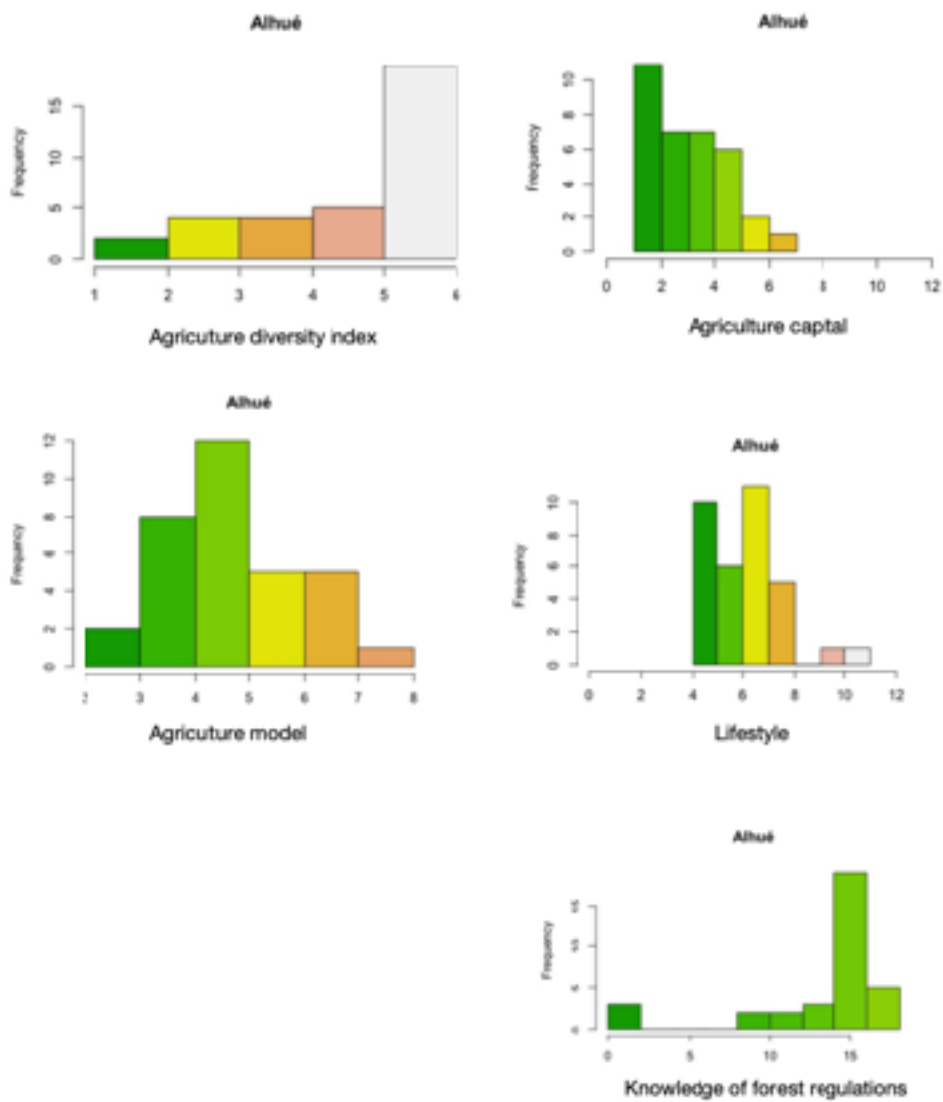 Alhué
Frequency
15
10
5
0
1 2 3 4 5 6
Agricuture diversity index
Alhué
Frequency
10
8
6
4
2
0
0 2 4 6 10 12
Agriculture captal
Alhué
Frequency
12
10
8
6
4
2
0
3 4 5 6 7 8
Agricuture model
Alhué
Frequency
10
8
6
4
2
0
0 2 4 6 8 10 12
Lifestyle
Alhué
Frequency
0 5 10 15
Knowledge of forest regulations